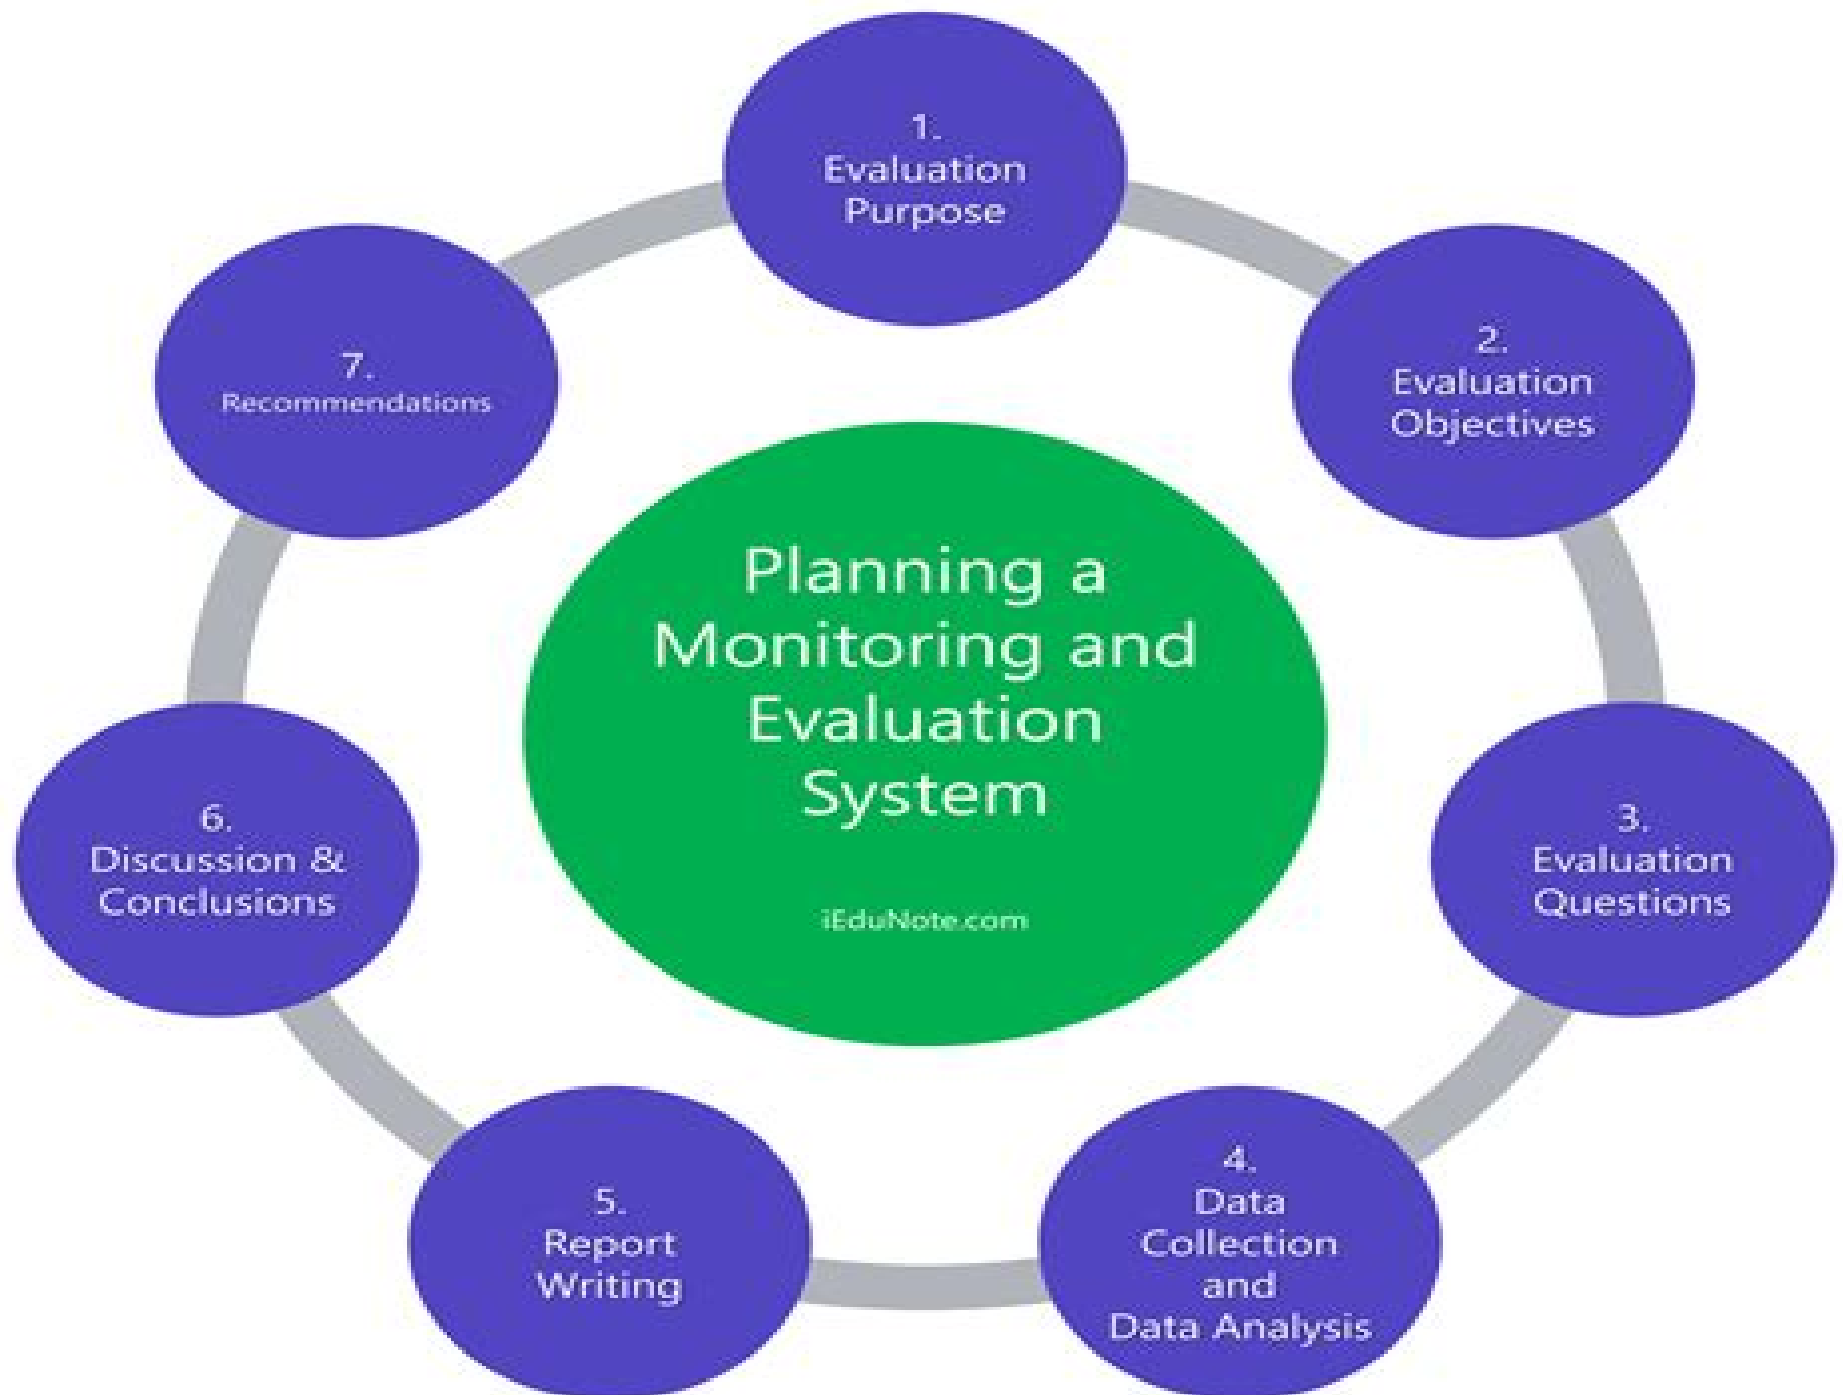 1.
Evaluation
Purpose
2.
Evaluation
Objectives
3.
Evaluation
Questions
4.
Data
Collection
and
Data Analysis
5.
Report
Writing
6.
Discussion &
Conclusions
7.
Recommendations
Planning a
Monitoring and
Evaluation
System
iEduNote.com